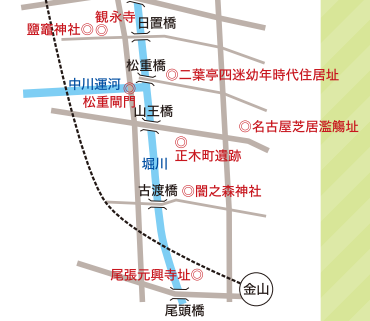 観永寺
日置橋
鹽竈神社◎◎
松重橋
◎二葉亭四迷幼年時代住居址
中川運河
松重閘門
山王橋
◎名古屋芝居濫觴址
正木町遺跡
堀川
古渡橋
◎闇之森神社
尾張元興寺址◎
金山
尾頭橋